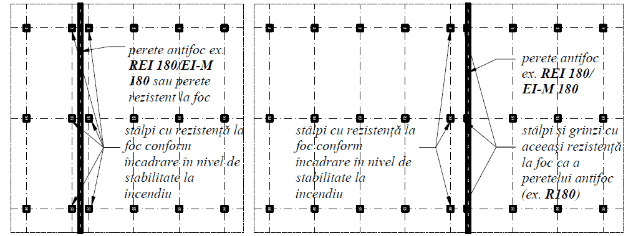 perete antifoc ex.
REI 180/EI-M
180 sau perete
rezistent la foc
stâlpi cu rezistență la
foc conform
încadrare în nivel de
stabilitate la
incendiu
stâlpi cu rezistență la
foc conform
încadrare în nivel de
stabilitate la
incendiu
perete antifoc
ex. REI 180/
EI-M 180
stâlpi și grinzi cu
aceeași rezistență
la foc ca a
peretelui antifoc
(ex. R180)